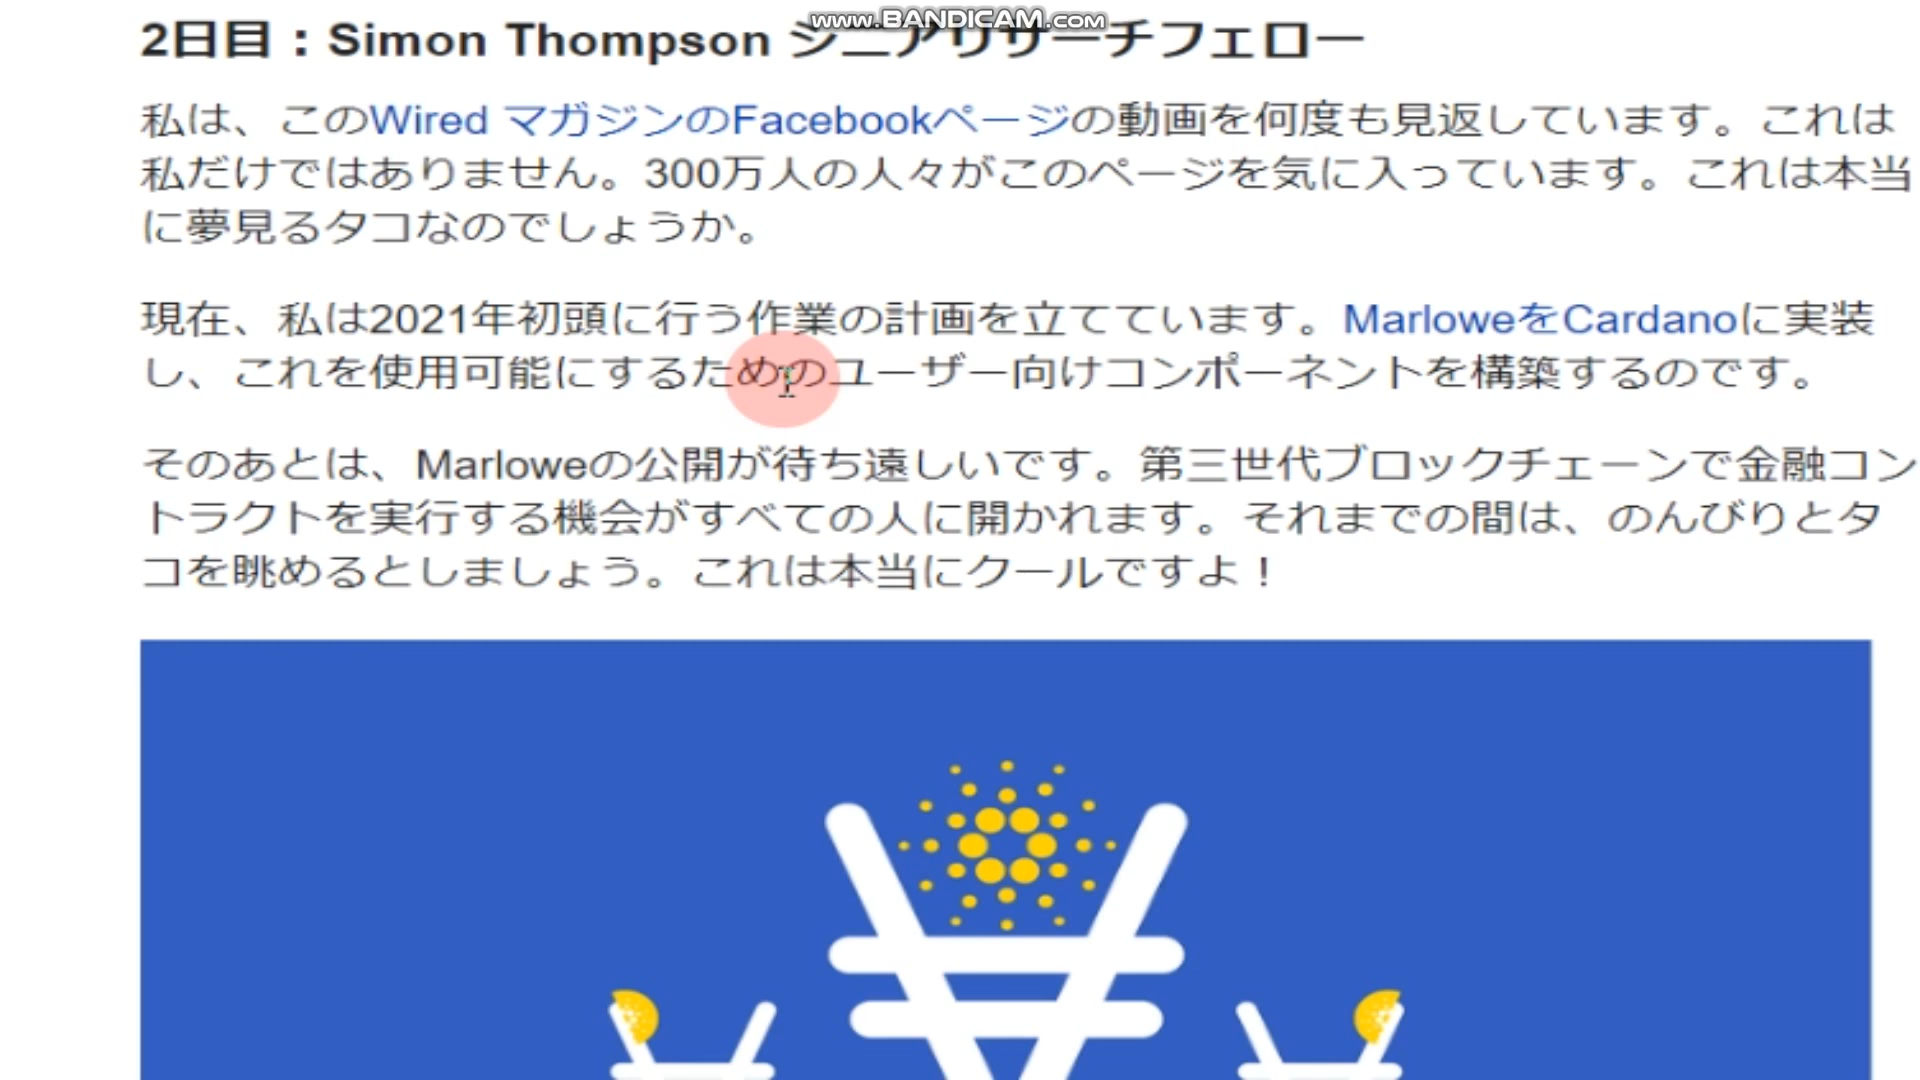 www.BANDICAM.com
2日目：Simon Thompson シニアリサーチフェロー
私は、このWired マガジンのFacebookページの動画を何度も見返しています。これは
私だけではありません。300万人の人々がこのページを気に入っています。これは本当
に夢見るタコなのでしょうか。
現在、私は2021年初頭に行う作業の計画を立てています。MarloweをCardanoに実装
し、これを使用可能にするためのユーザー向けコンポーネントを構築するのです。
そのあとは、Marloweの公開が待ち遠しいです。第三世代ブロックチェーンで金融コン
トラクトを実行する機会がすべての人に開かれます。それまでの間は、のんびりとタ
コを眺めるとしましょう。これは本当にクールですよ！